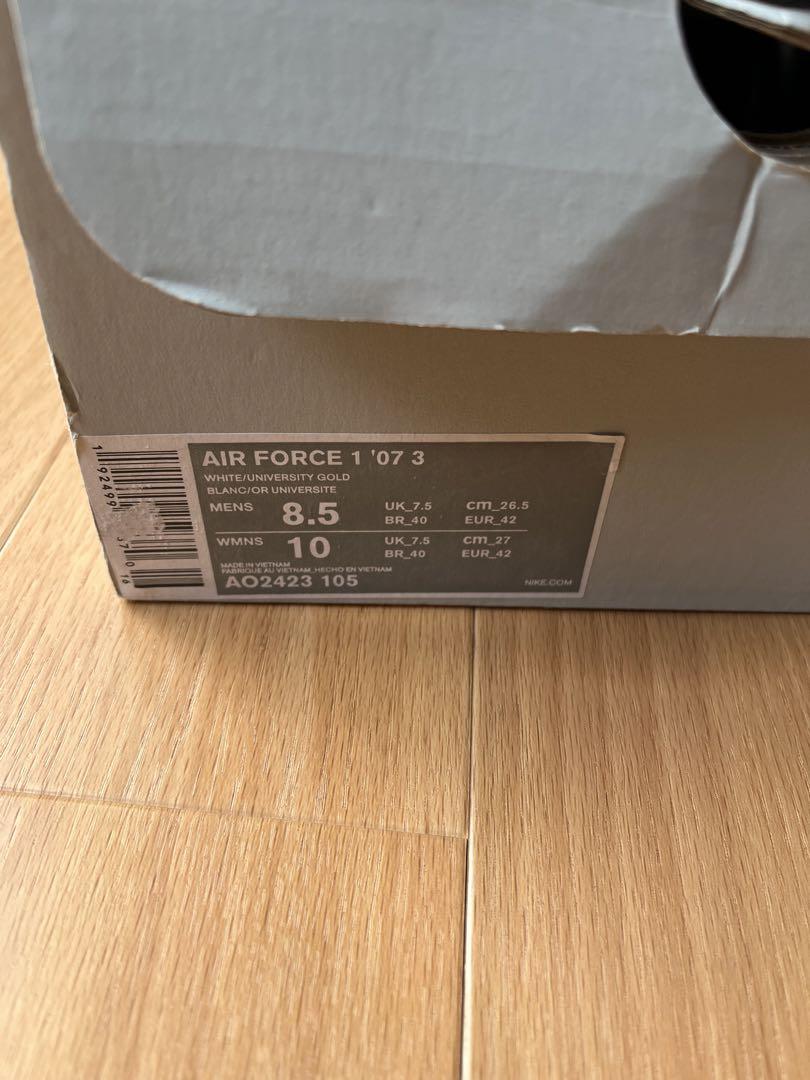 AIR FORCE 1 '07 3
WHITE/UNIVERSITY GOLD
BLANC/OR UNIVERSITE
MENS 8.5 UK_7.5 cm_26.5
BR_40 EUR_42
WMNS 10 UK_7.5 cm_27
BR_40 EUR_42
MADE IN VIETNAM
FABRIQUE AU VIETNAM_HECHO EN VIETNAM
AO2423 105 NIKE.COM
1 92499